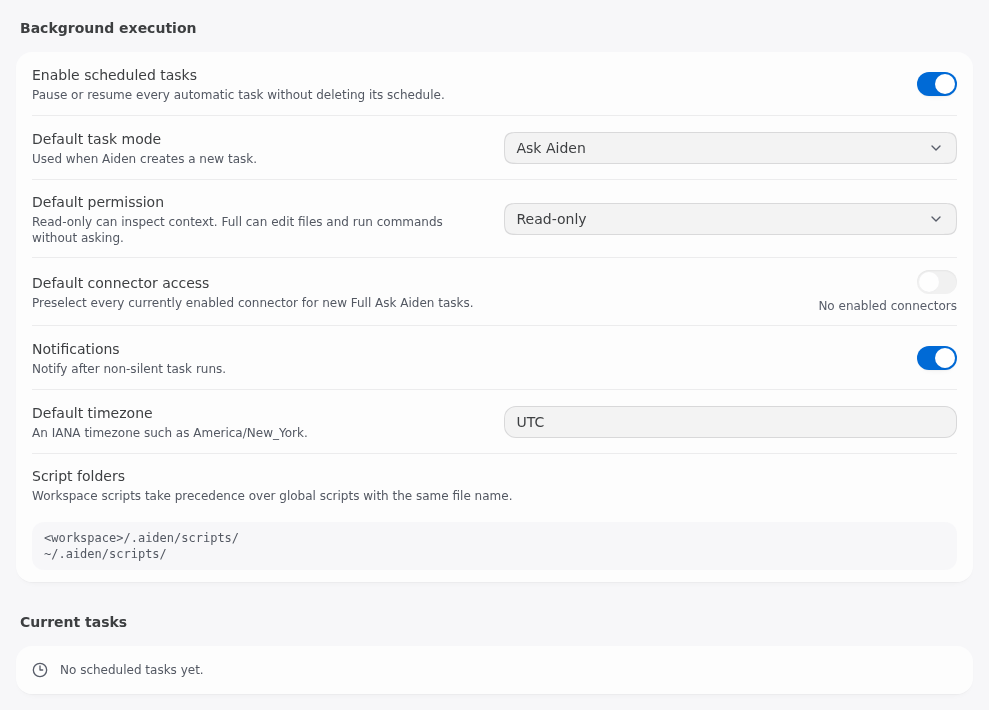 Background execution
Enable scheduled tasks
Pause or resume every automatic task without deleting its schedule.
Default task mode
Used when Aiden creates a new task.
Ask Aiden
Default permission
Read-only can inspect context. Full can edit files and run commands
without asking.
Read-only
Default connector access
Preselect every currently enabled connector for new Full Ask Aiden tasks.
No enabled connectors
Notifications
Notify after non-silent task runs.
Default timezone
An IANA timezone such as America/New_York.
UTC
Script folders
Workspace scripts take precedence over global scripts with the same file name.
<workspace>/.aiden/scripts/
~/.aiden/scripts/
Current tasks
No scheduled tasks yet.